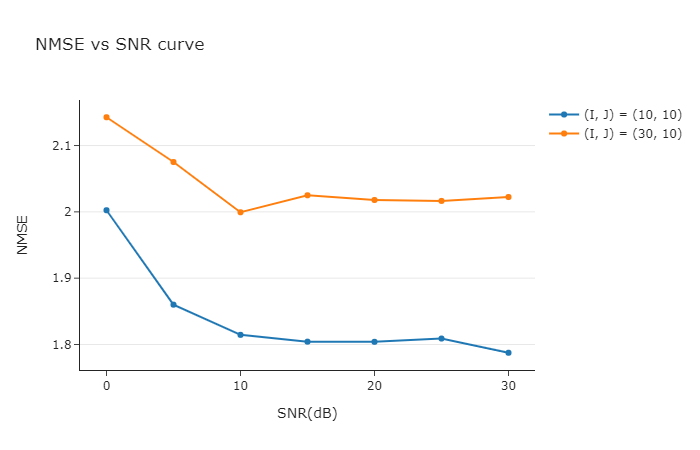 NMSE vs SNR curve
(I, J) = (10, 10)
(I, J) = (30, 10)
2.1
2
1.9
1.8
NMSE
0
10
20
30
SNR(dB)